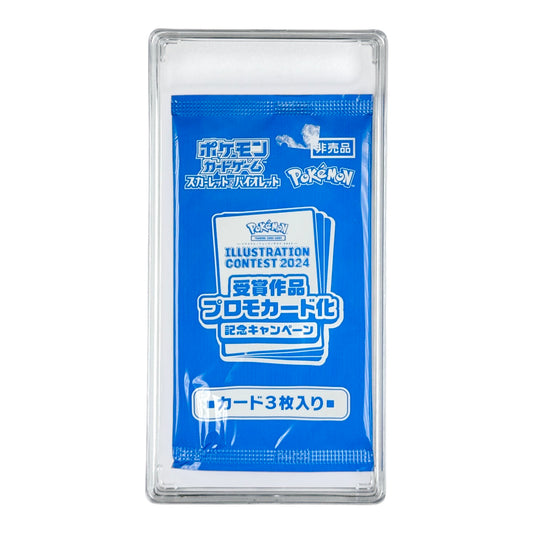 ポケモン
カードゲーム
スカーレット&バイオレット
非売品
POKéMON
POKéMON
ILLUSTRATION
CONTEST 2024
受賞作品
プロモカード化
記念キャンペーン
■カード3枚入り■